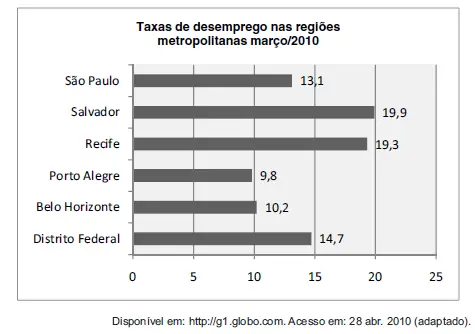 Taxas de desemprego nas regiões
metropolitanas março/2010
São Paulo 13,1
Salvador 19,9
Recife 19,3
Porto Alegre 9,8
Belo Horizonte 10,2
Distrito Federal 14,7
0 5 10 15 20 25
Disponível em: http://g1.globo.com. Acesso em: 28 abr. 2010 (adaptado).